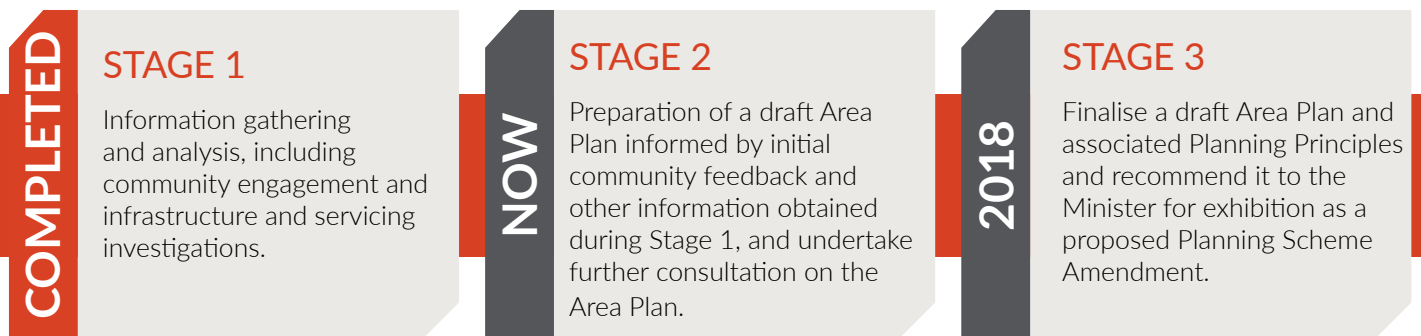 COMPLETED
STAGE 1
Information gathering
and analysis, including
community engagement and
infrastructure and servicing
investigations.
NOW
STAGE 2
Preparation of a draft Area
Plan informed by initial
community feedback and
other information obtained
during Stage 1, and undertake
further consultation on the
Area Plan.
2018
STAGE 3
Finalise a draft Area Plan and
associated Planning Principles
and recommend it to the
Minister for exhibition as a
proposed Planning Scheme
Amendment.